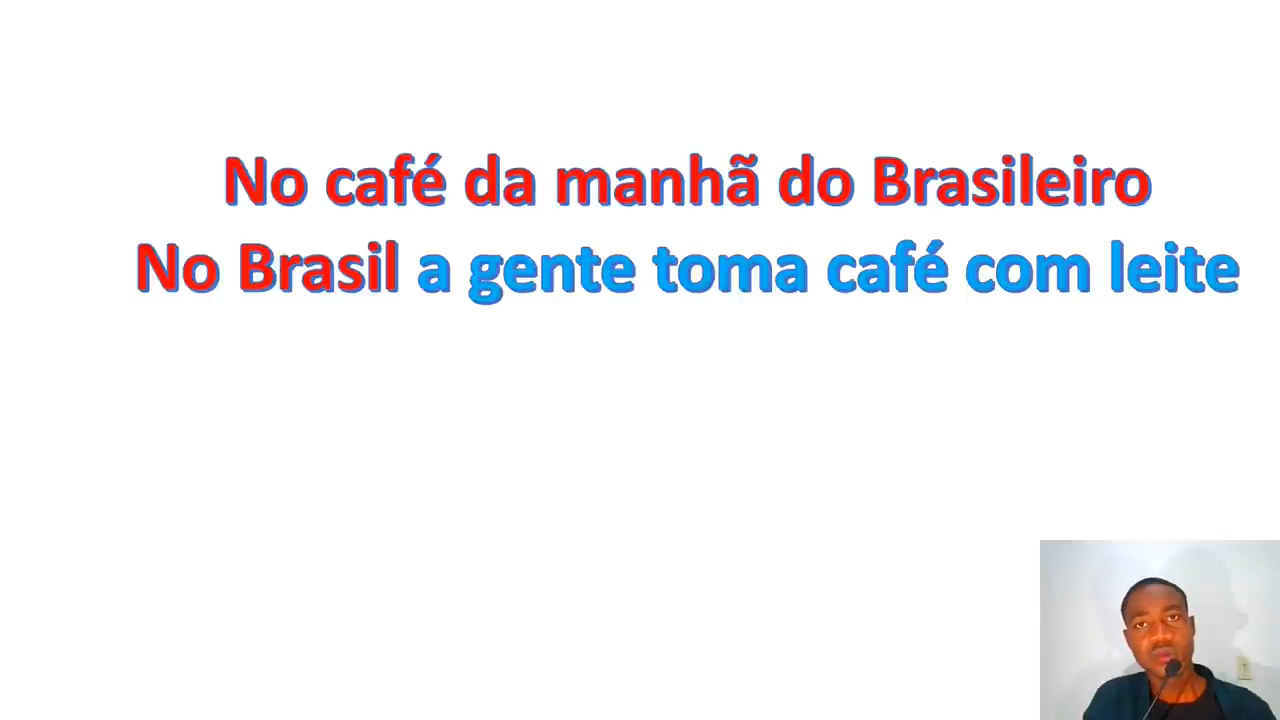 No café da manhã do Brasileiro
No Brasil a gente toma café com leite